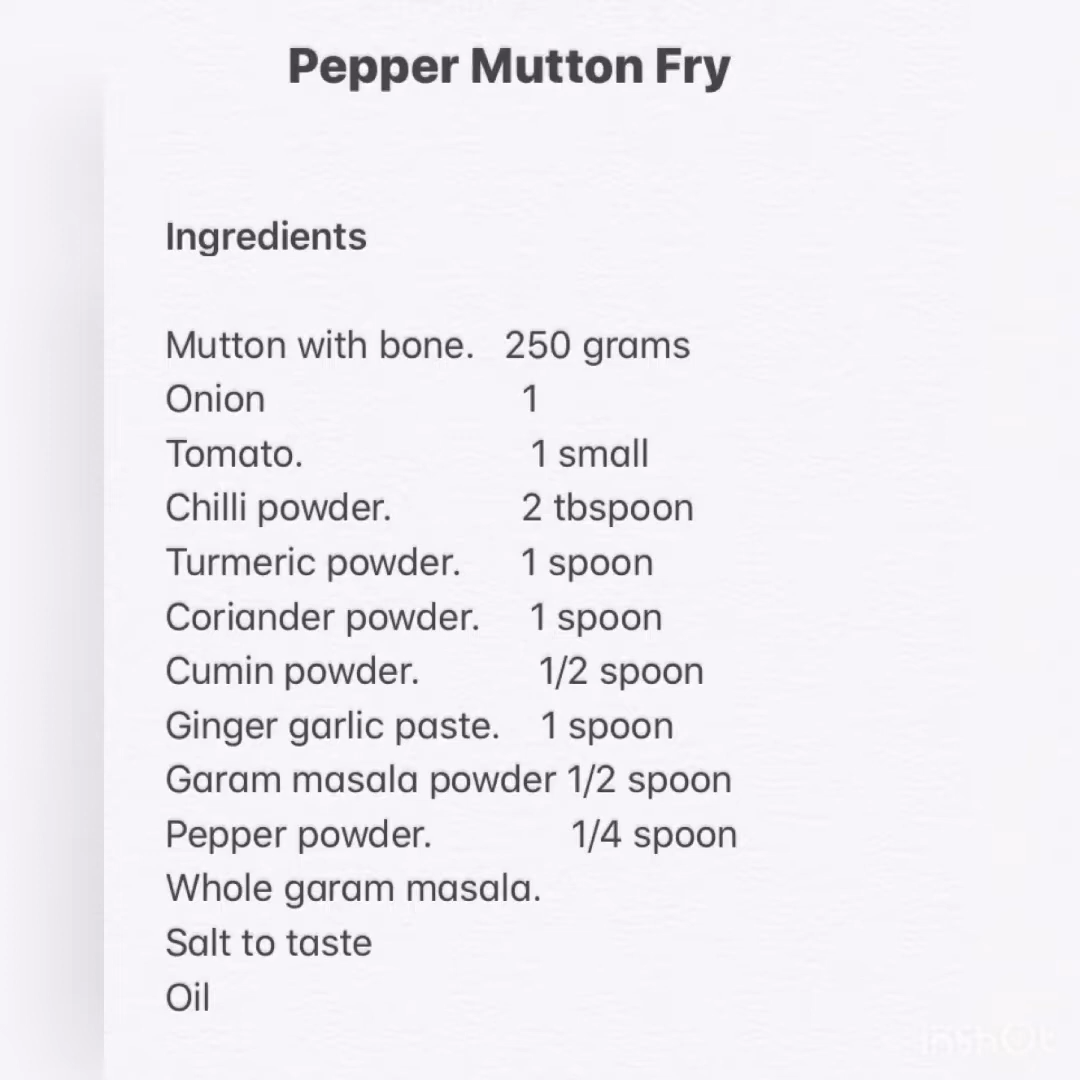 Pepper Mutton Fry
Ingredients
Mutton with bone. 250 grams
Onion 1
Tomato. 1 small
Chilli powder. 2 tbspoon
Turmeric powder. 1 spoon
Coriander powder. 1 spoon
Cumin powder. 1/2 spoon
Ginger garlic paste. 1 spoon
Garam masala powder 1/2 spoon
Pepper powder. 1/4 spoon
Whole garam masala.
Salt to taste
Oil
InShOt